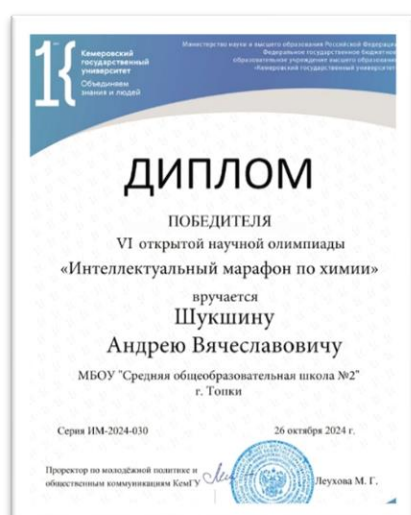 Кемеровский
государственный
университет
Объединяем
знания и людей
Министерство науки и высшего образования Российской Федерации
Федеральное государственное бюджетное
образовательное учреждение высшего образования
«Кемеровский государственный университет»
ДИПЛОМ
ПОБЕДИТЕЛЯ
VI открытой научной олимпиады
«Интеллектуальный марафон по химии»
вручается
Шукшину
Андрею Вячеславовичу
МБОУ "Средняя общеобразовательная школа №2"
г. Топки
Серия ИМ-2024-030
26 октября 2024 г.
Проректор по молодёжной политике и
общественным коммуникациям КемГУ
Леухова М. Г.